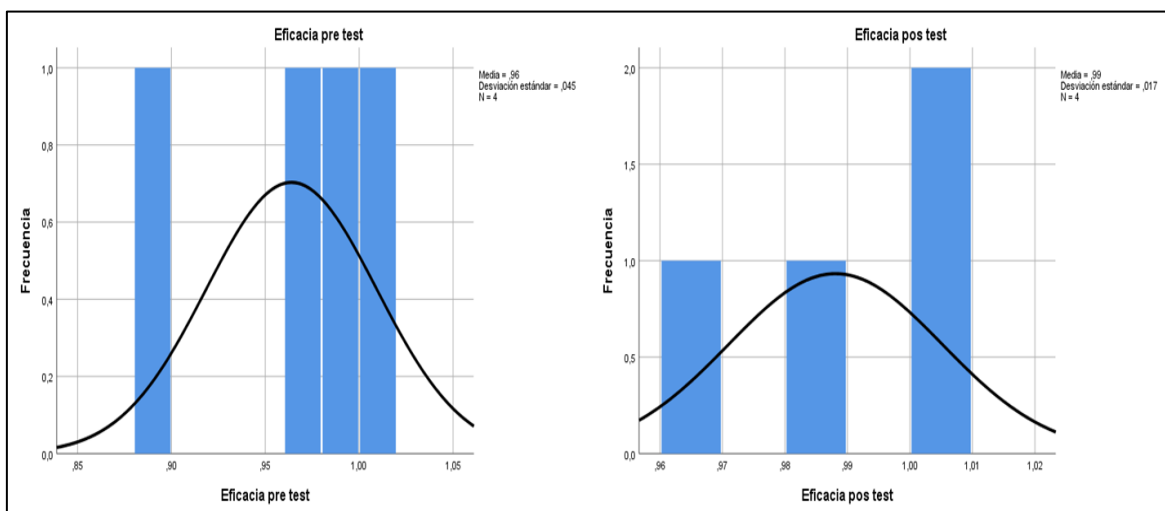 Eficacia pre test
Media = ,96
Desviación estándar = ,045
N = 4
Frecuencia
1,0
0,8
0,6
0,4
0,2
0,0
,85
,90
,95
1,00
1,05
Eficacia pre test
Eficacia pos test
Media = ,99
Desviación estándar = ,017
N = 4
Frecuencia
2,0
1,5
1,0
0,5
0,0
,96
,97
,98
,99
1,00
1,01
1,02
Eficacia pos test